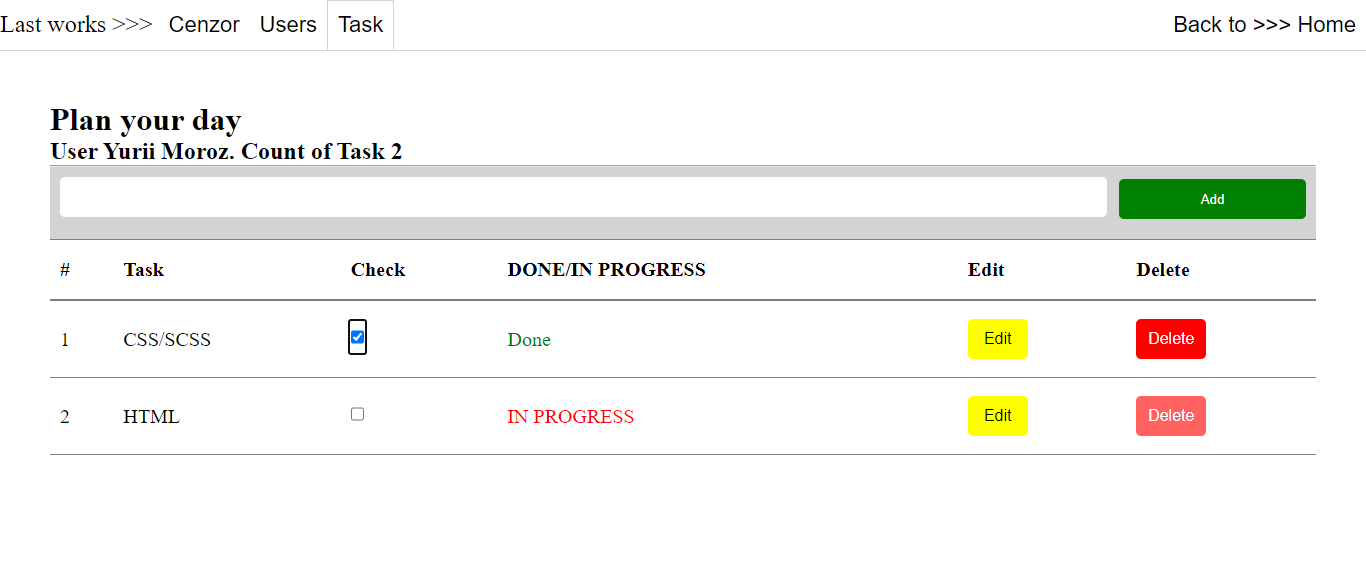 Last works >>> Cenzor Users Task Back to >>> Home
Plan your day
User Yurii Moroz. Count of Task 2
Add
# Task Check DONE/IN PROGRESS Edit Delete
1 CSS/SCSS Done Edit Delete
2 HTML IN PROGRESS Edit Delete